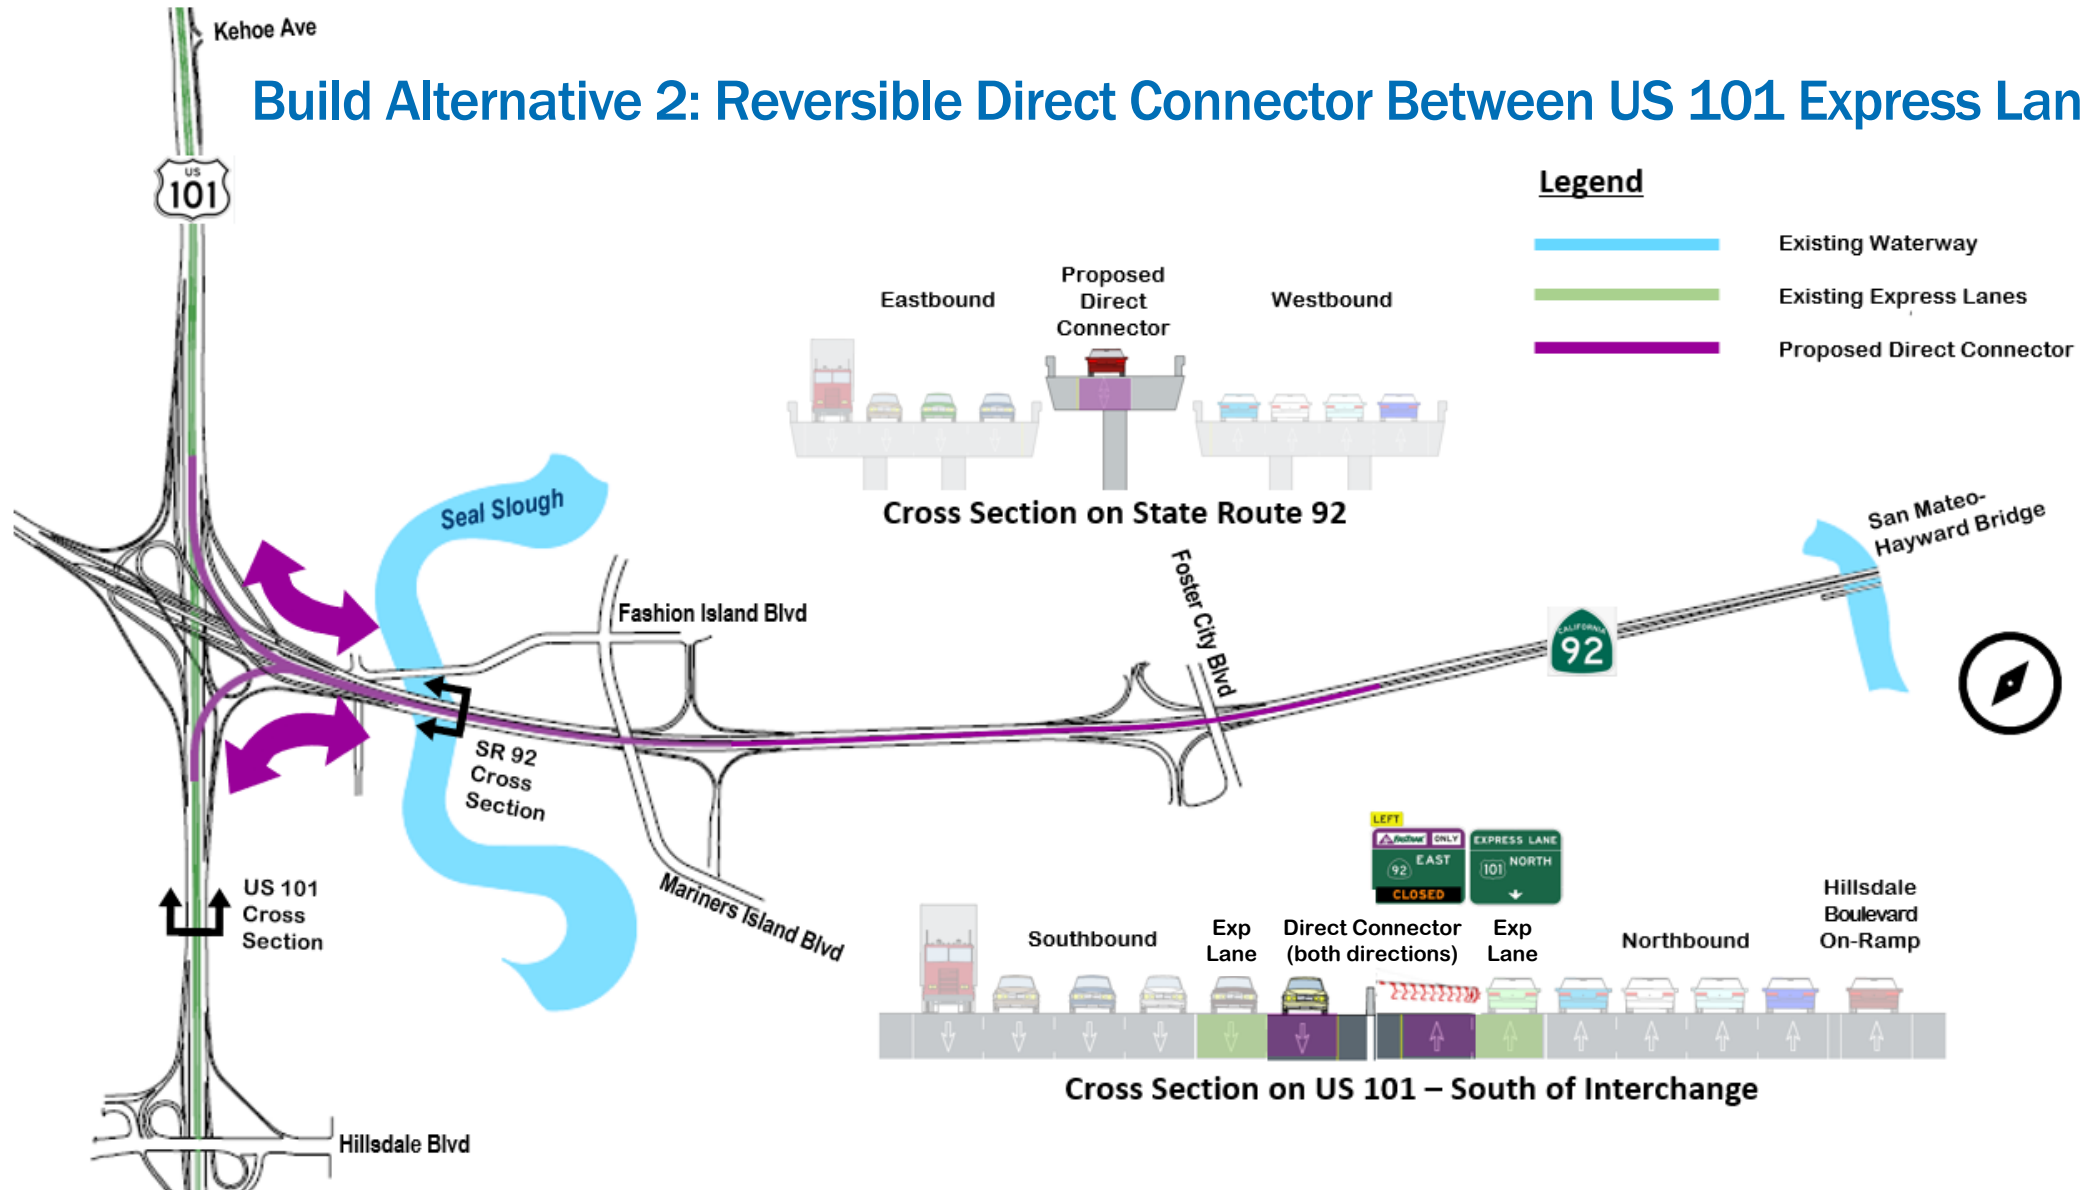 Kehoe Ave
Build Alternative 2: Reversible Direct Connector Between US 101 Express Lan
US
101
Legend
Existing Waterway
Existing Express Lanes
Proposed Direct Connector
Eastbound
Proposed
Direct
Connector
Westbound
Cross Section on State Route 92
Seal Slough
San Mateo-
Hayward Bridge
Foster City Blvd
Fashion Island Blvd
CALIFORNIA
92
SR 92
Cross
Section
Mariners Island Blvd
US 101
Cross
Section
LEFT
FasTrak ONLY
92 EAST
CLOSED
EXPRESS LANE
101 NORTH
Southbound
Exp
Lane
Direct Connector
(both directions)
Exp
Lane
Northbound
Hillsdale
Boulevard
On-Ramp
Cross Section on US 101 – South of Interchange
Hillsdale Blvd